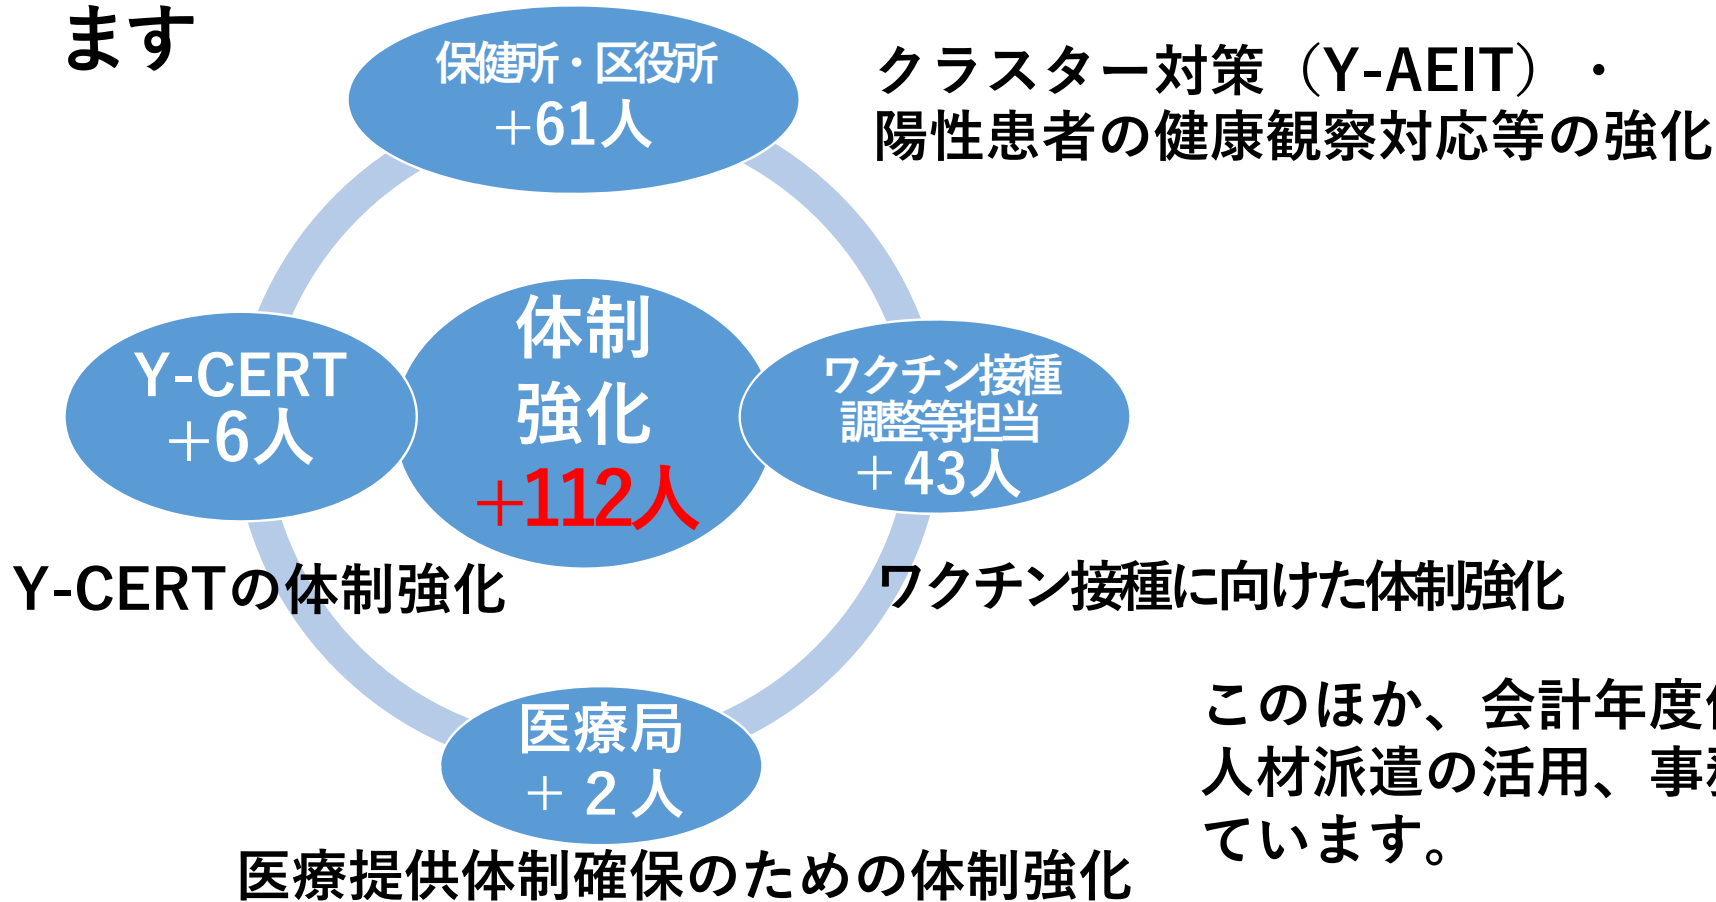 ます
保健所・区役所
＋61人
クラスター対策（Y-AEIT）・
陽性患者の健康観察対応等の強化
体制
強化
＋112人
Y-CERT
＋6人
ワクチン接種
調整等担当
＋43人
Y-CERTの体制強化
ワクチン接種に向けた体制強化
医療局
＋ 2 人
医療提供体制確保のための体制強化
このほか、会計年度
人材派遣の活用、事
ています。